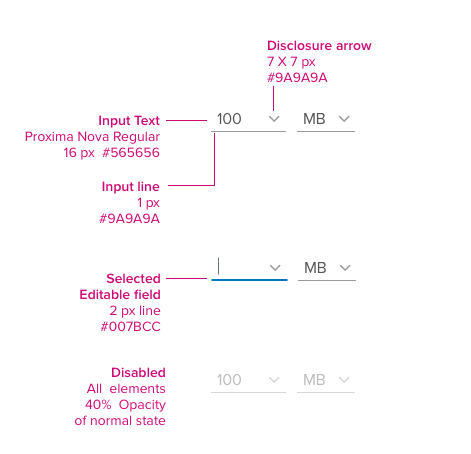 Disclosure arrow
7 X 7 px
#9A9A9A
Input Text
Proxima Nova Regular
16 px #565656
100
MB
Input line
1 px
#9A9A9A
MB
Selected
Editable field
2 px line
#007BCC
Disabled
All elements
40% Opacity
of normal state
100
MB